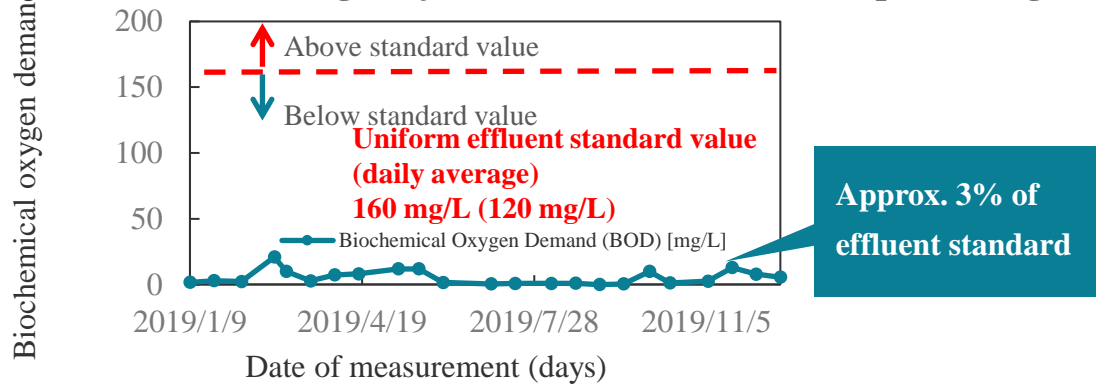 Biochemical oxygen demand
200
150
100
50
0
Above standard value
Below standard value
Uniform effluent standard value
(daily average)
160 mg/L (120 mg/L)
Biochemical Oxygen Demand (BOD) [mg/L]
Approx. 3% of
effluent standard
2019/1/9
2019/4/19
2019/7/28
2019/11/5
Date of measurement (days)